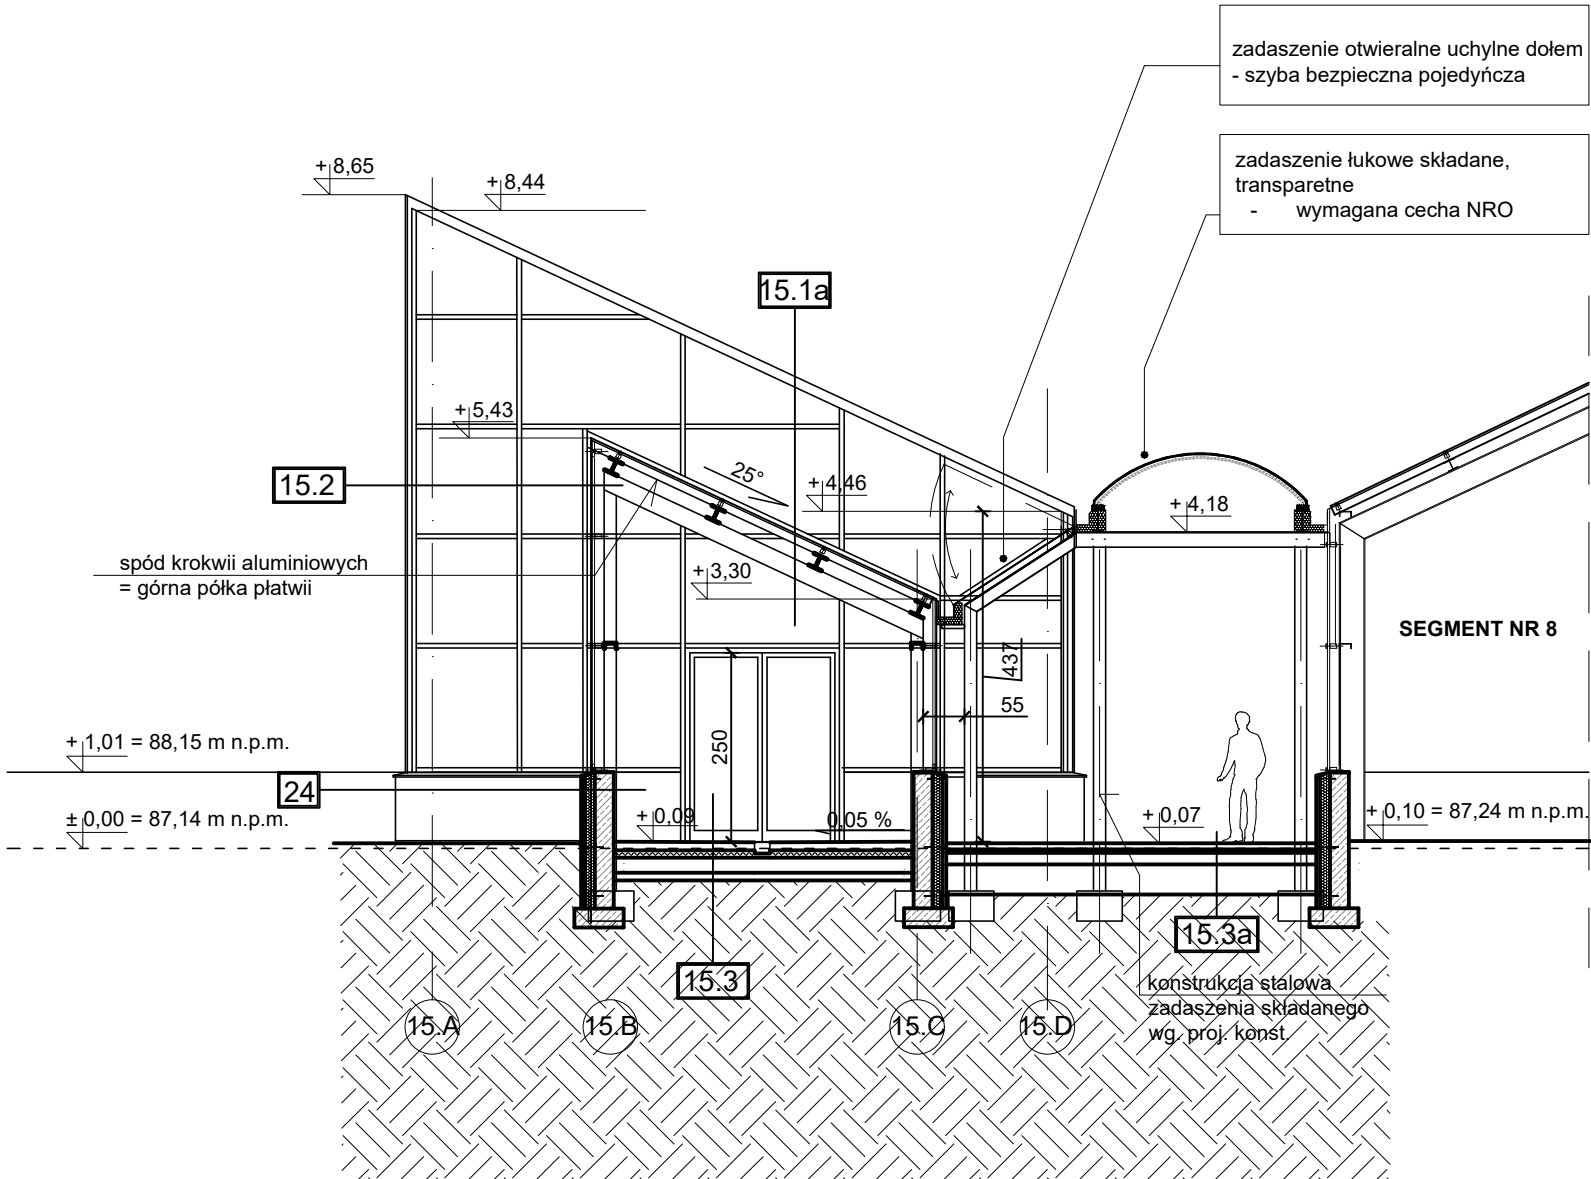 zadaszenie otwieralne uchylne dołem
- szyba bezpieczna pojedyńcza
zadaszenie łukowe składane,
transparetne
- wymagana cecha NRO
+ 8,65
+ 8,44
15.1a
+ 5,43
25°
15.2
+ 4,46
+ 4,18
spód krokwii aluminiowych
= górna półka płatwii
+ 3,30
SEGMENT NR 8
437
55
250
+ 1,01 = 88,15 m n.p.m.
24
± 0,00 = 87,14 m n.p.m.
+ 0,09
0,05 %
+ 0,07
+ 0,10 = 87,24 m n.p.m.
15.3a
15.3
konstrukcja stalowa
zadaszenia składanego
wg. proj. konst.
15.A
15.B
15.C
15.D